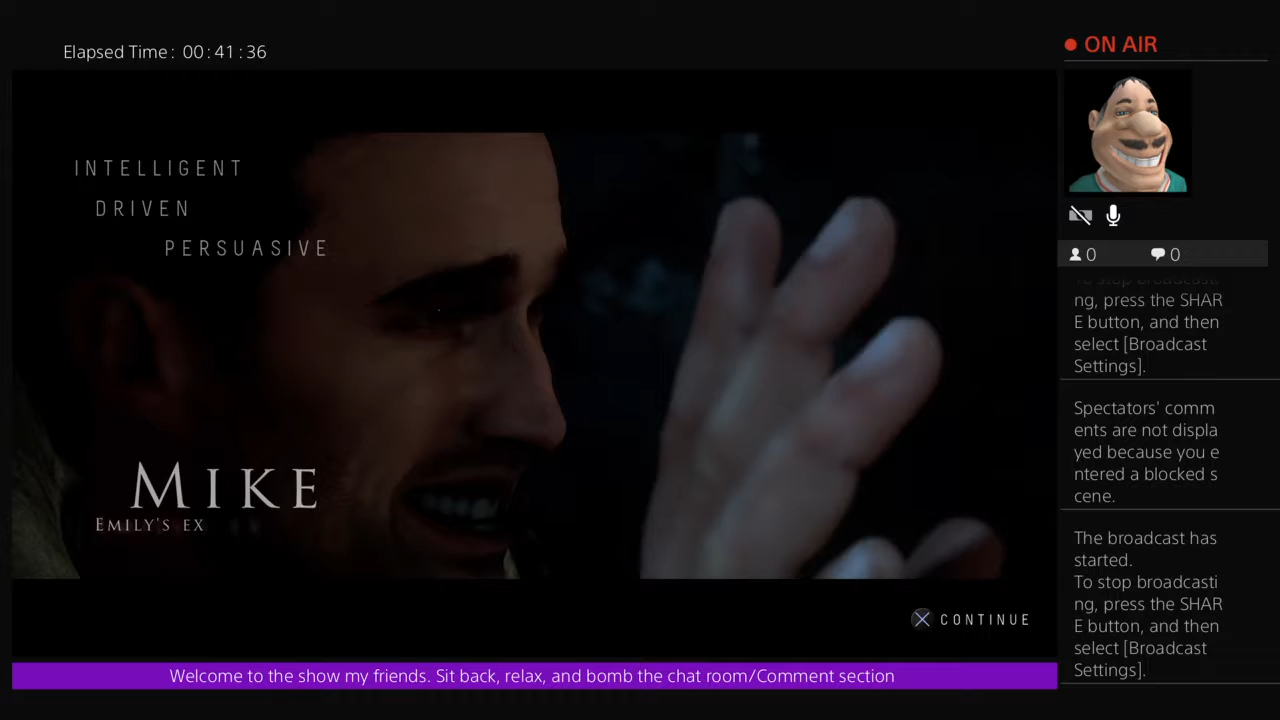 Elapsed Time: 00:41:36
ON AIR
INTELLIGENT
DRIVEN
PERSUASIVE
MIKE
EMILY'S EX
CONTINUE
Welcome to the show my friends. Sit back, relax, and bomb the chat room/Comment section
0 0
To stop broadcasti
ng, press the SHAR
E button, and then
select [Broadcast
Settings].
Spectators' comm
ents are not displa
yed because you e
ntered a blocked s
cene.
The broadcast has
started.
To stop broadcasti
ng, press the SHAR
E button, and then
select [Broadcast
Settings].